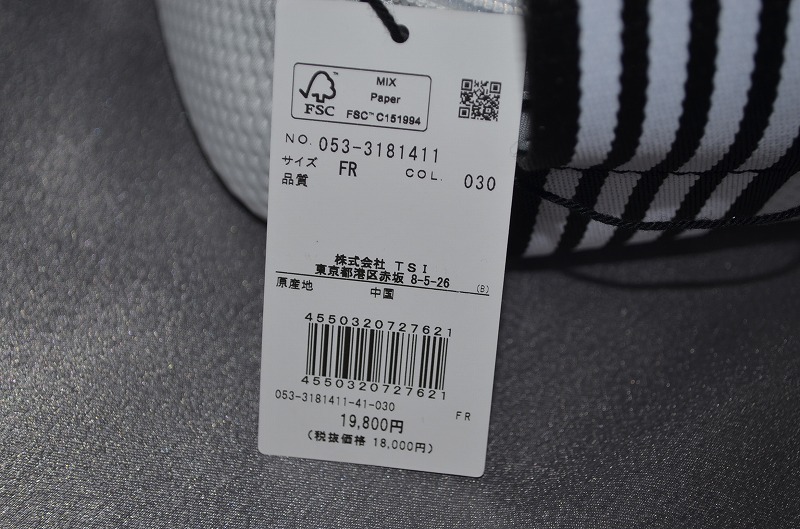 MIX
Paper
FSC™ C151994
FSC
NO. 053-3181411
サイズ FR COL. 030
品質
株式会社 TSI
東京都港区赤坂 8-5-26 (B)
原産地 中国
4550320727621
4550320727621
053-3181411-41-030
FR
19,800円
(税抜価格 18,000円)